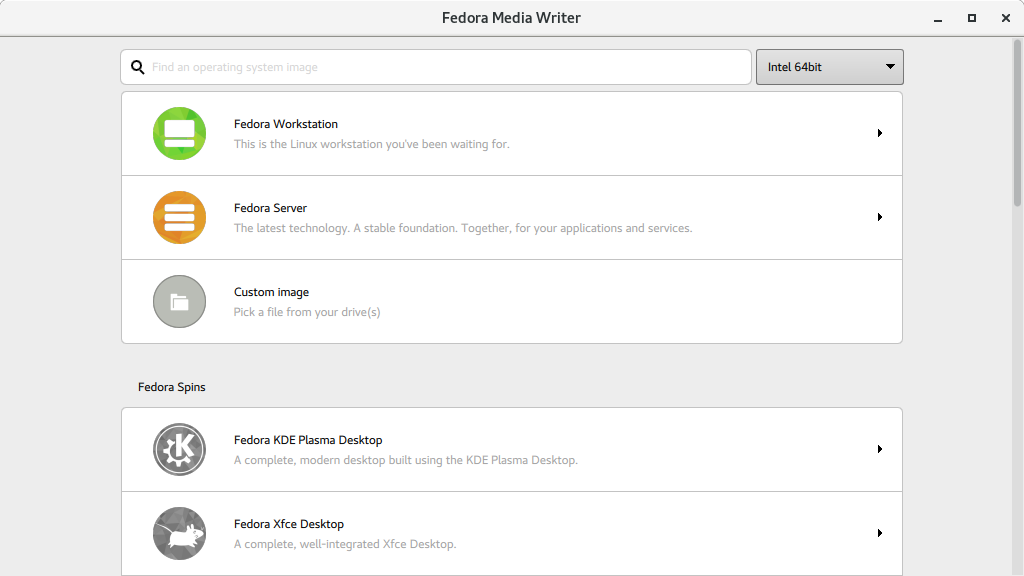 Fedora Media Writer
Find an operating system image
Intel 64bit
Fedora Workstation
This is the Linux workstation you've been waiting for.
Fedora Server
The latest technology. A stable foundation. Together, for your applications and services.
Custom image
Pick a file from your drive(s)
Fedora Spins
Fedora KDE Plasma Desktop
A complete, modern desktop built using the KDE Plasma Desktop.
Fedora Xfce Desktop
A complete, well-integrated Xfce Desktop.